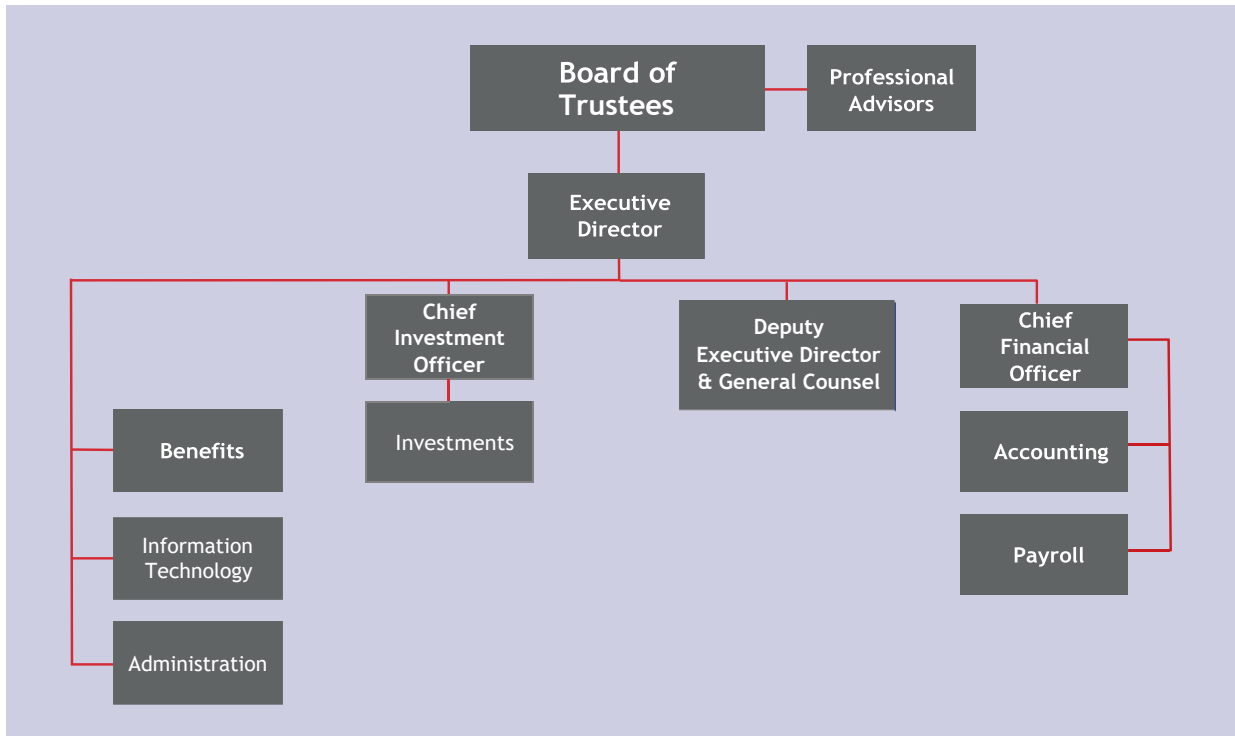 Board of
Trustees
Professional
Advisors
Executive
Director
Chief
Investment
Officer
Deputy
Executive Director
& General Counsel
Chief
Financial
Officer
Benefits
Investments
Accounting
Information
Technology
Payroll
Administration